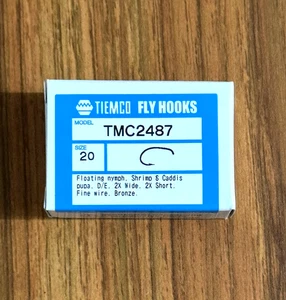 TIEMCO FLY HOOKS
MODEL
TMC2487
SIZE
20
Floating nymph. Shrimp & Caddis
pupa. D/E. 2X Wide. 2X Short.
Fine wire. Bronze.